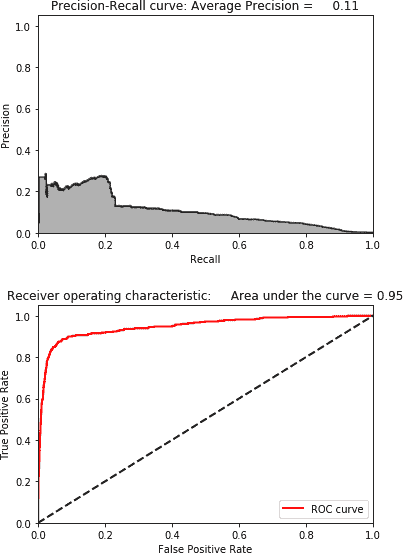 Precision-Recall curve: Average Precision = 0.11
1.0
0.8
0.6
0.4
0.2
0.0
Precision
0.0 0.2 0.4 0.6 0.8 1.0
Recall
Receiver operating characteristic: Area under the curve = 0.95
1.0
0.8
0.6
0.4
0.2
0.0
True Positive Rate
ROC curve
0.0 0.2 0.4 0.6 0.8 1.0
False Positive Rate